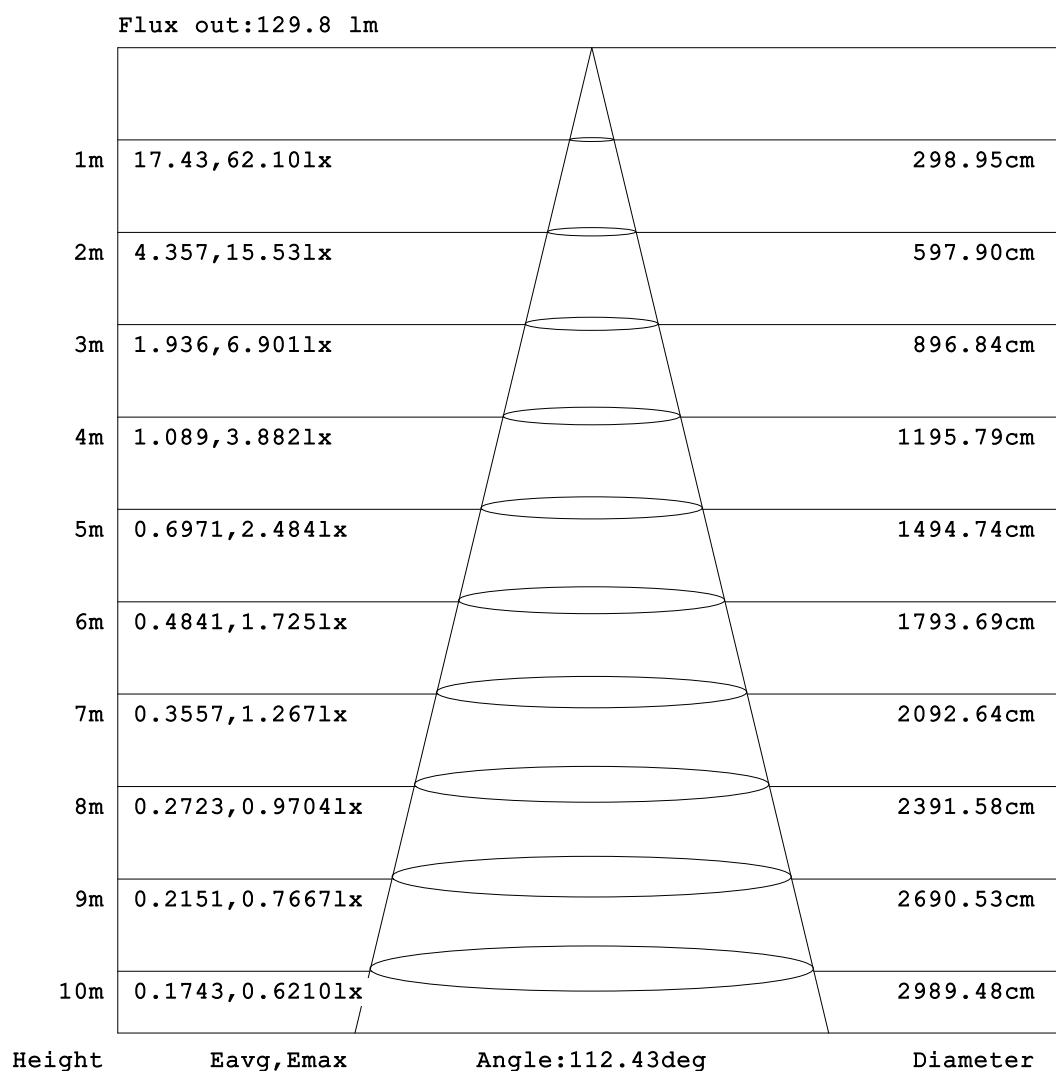 Flux out:129.8 lm
1m 17.43,62.10lx 298.95cm
2m 4.357,15.53lx 597.90cm
3m 1.936,6.901lx 896.84cm
4m 1.089,3.882lx 1195.79cm
5m 0.6971,2.484lx 1494.74cm
6m 0.4841,1.725lx 1793.69cm
7m 0.3557,1.267lx 2092.64cm
8m 0.2723,0.9704lx 2391.58cm
9m 0.2151,0.7667lx 2690.53cm
10m 0.1743,0.6210lx 2989.48cm
Height Eavg,Emax Angle:112.43deg Diameter